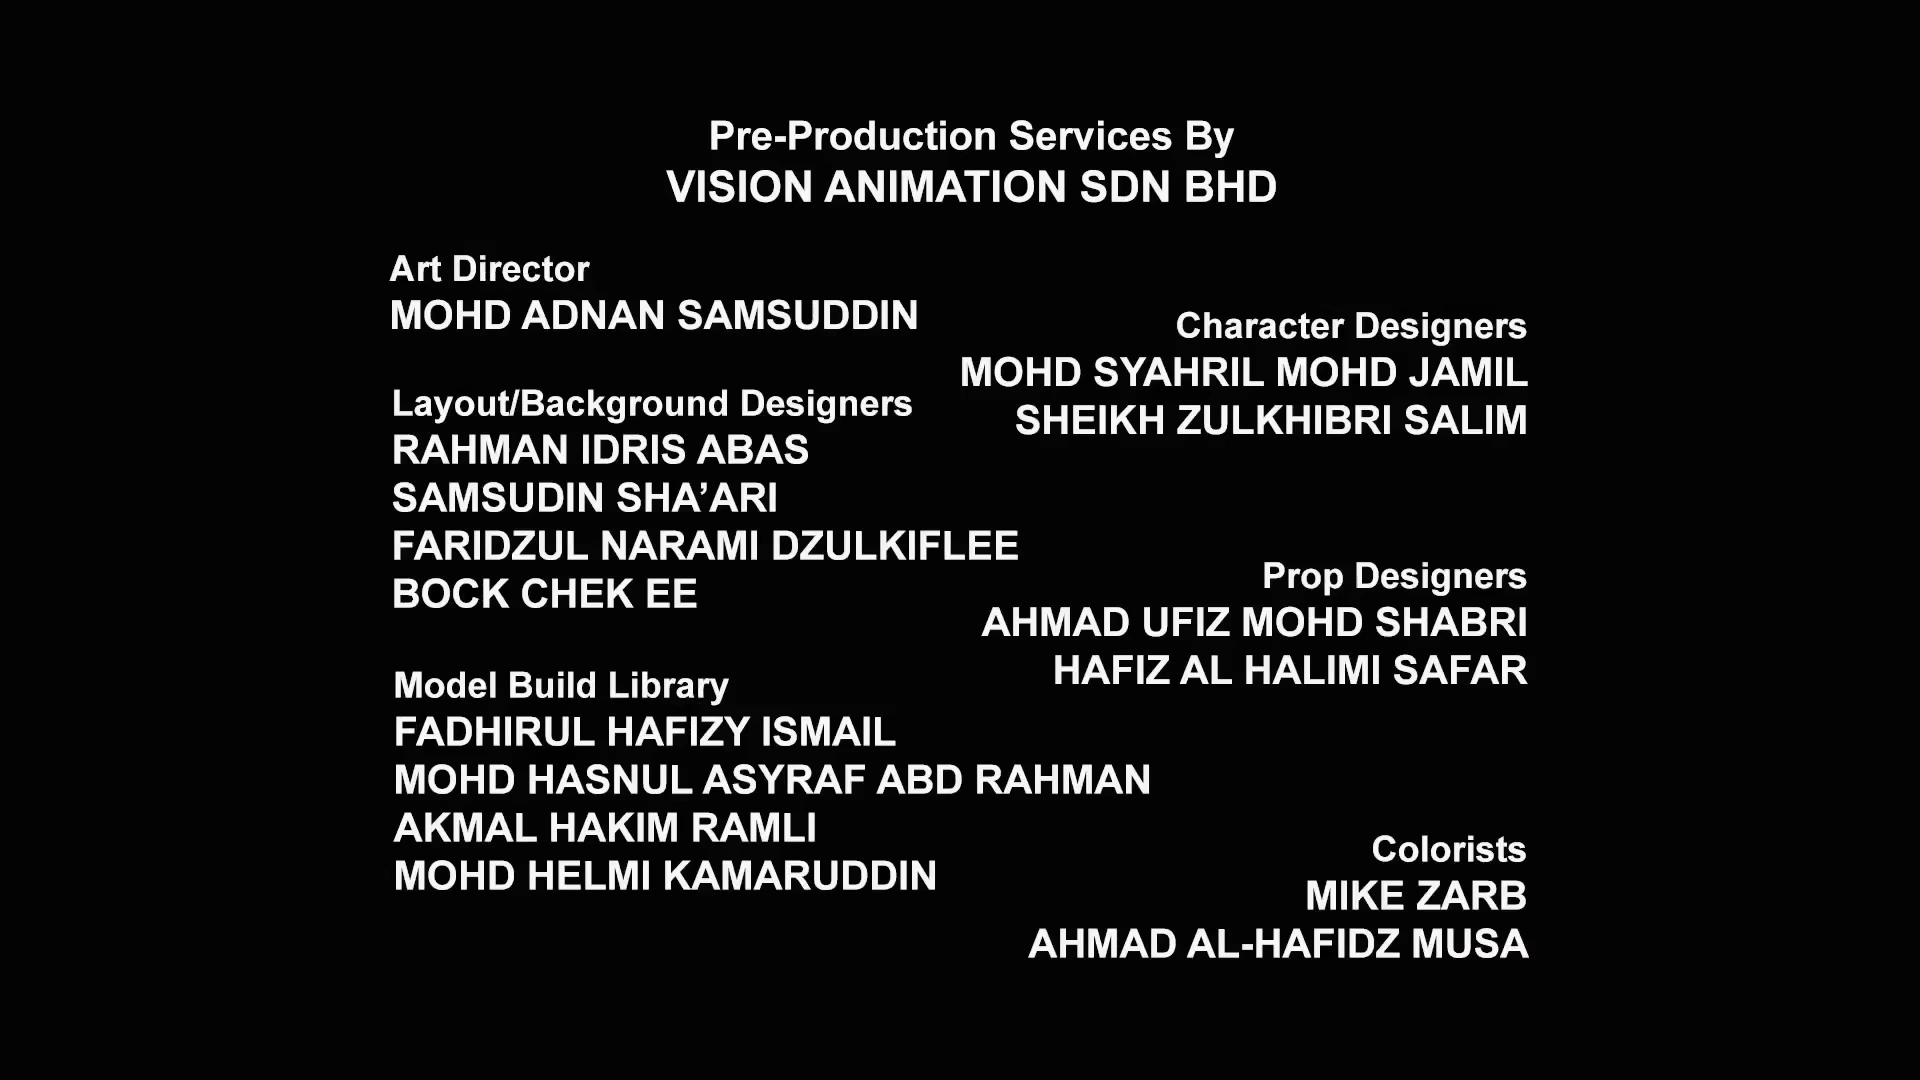 Pre-Production Services By
VISION ANIMATION SDN BHD
Art Director
MOHD ADNAN SAMSUDDIN
Layout/Background Designers
RAHMAN IDRIS ABAS
SAMSUDIN SHA’ARI
FARIDZUL NARAMI DZULKIFLEE
BOCK CHEK EE
Model Build Library
FADHIRUL HAFIZY ISMAIL
MOHD HASNUL ASYRAF ABD RAHMAN
AKMAL HAKIM RAMLI
MOHD HELMI KAMARUDDIN
Character Designers
MOHD SYAHRIL MOHD JAMIL
SHEIKH ZULKHIBRI SALIM
Prop Designers
AHMAD UFIZ MOHD SHABRI
HAFIZ AL HALIMI SAFAR
Colorists
MIKE ZARB
AHMAD AL-HAFIDZ MUSA